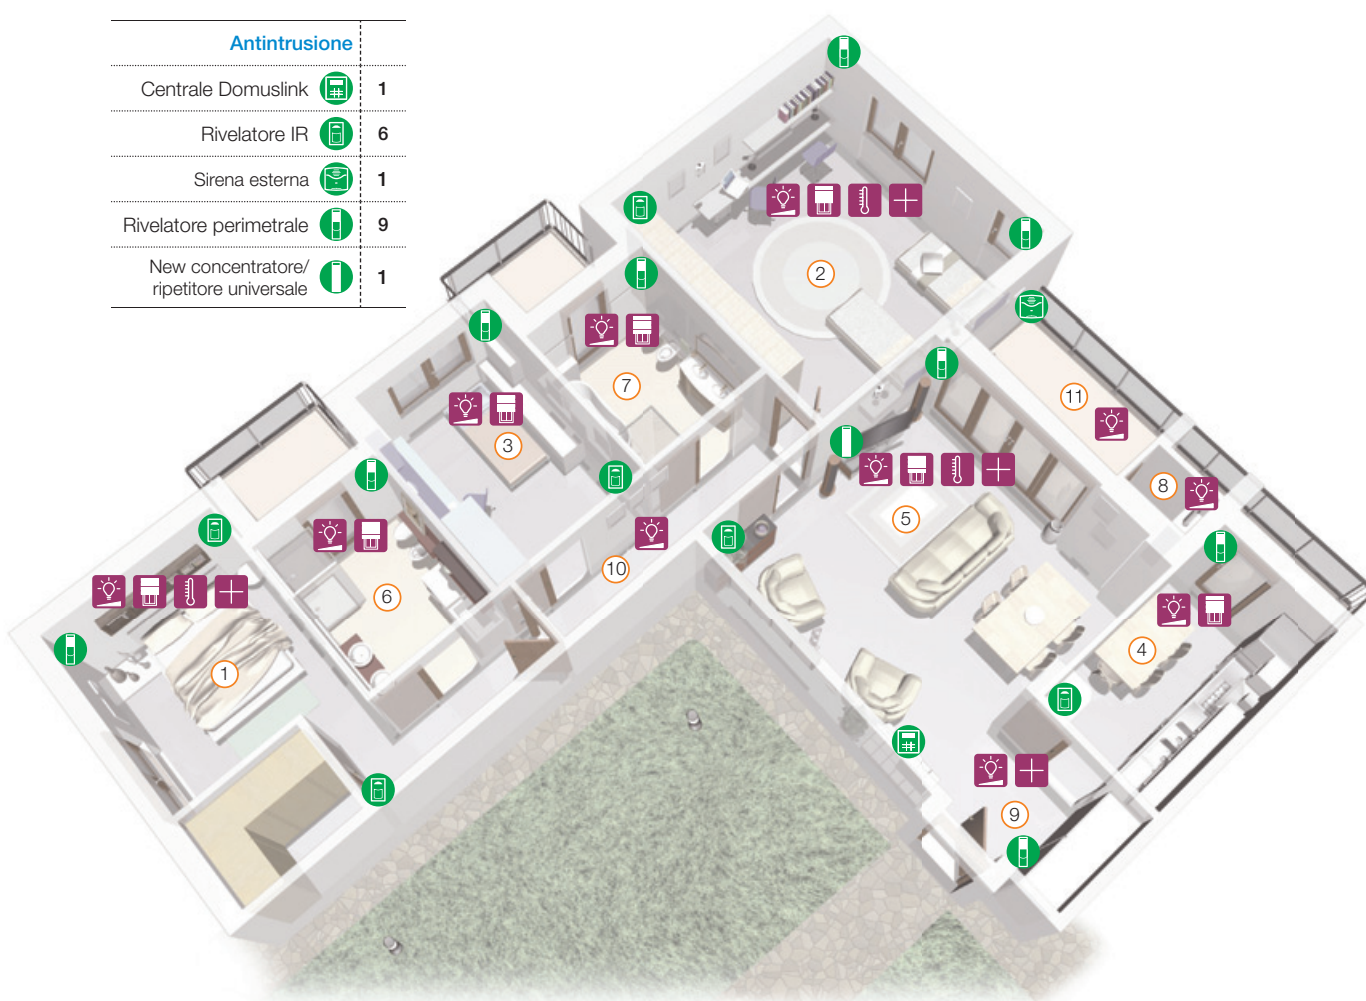 Antintrusione
Centrale Domuslink 1
Rivelatore IR 6
Sirena esterna 1
Rivelatore perimetrale 9
New concentratore/
ripetitore universale 1
2
11
7
3
8
5
10
6
4
1
9